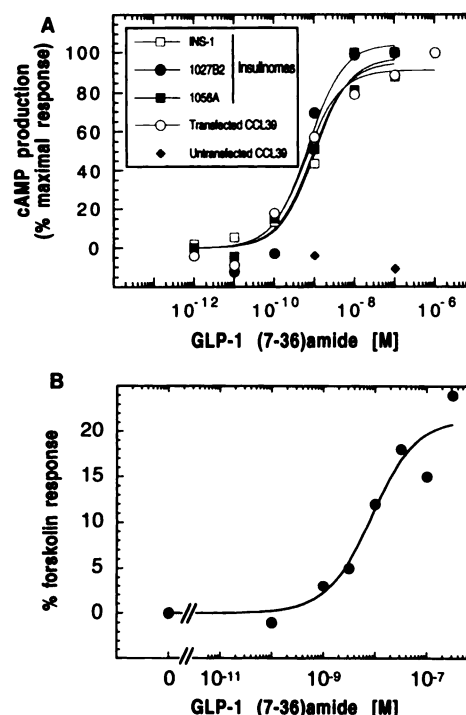 A
INS-1
1027B2
1056A
Insulinomas
Transfected CCL39
Untransfected CCL39
cAMP production
(% maximal response)
100
80
60
40
20
0
10-12
10-10
10-8
10-6
GLP-1 (7-36)amide [M]
B
% forskolin response
20
15
10
5
0
0
10-11
10-9
10-7
GLP-1 (7-36)amide [M]